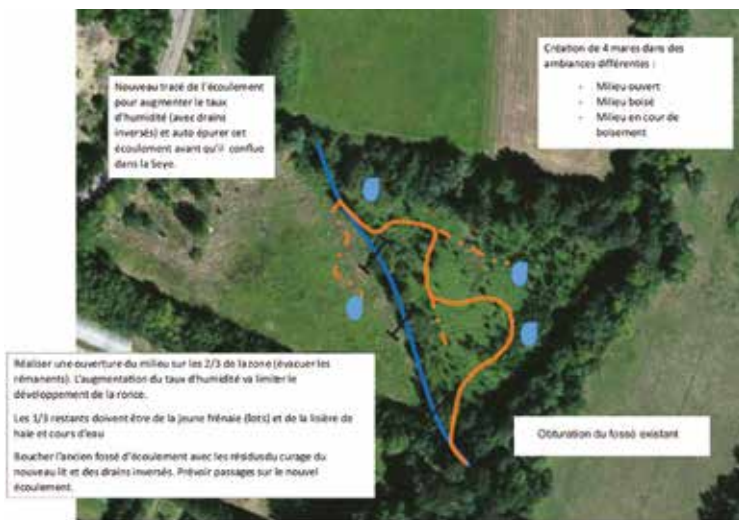 Nouveau tracé de l'écoulement
pour augmenter le taux
d'humidité (avec drains
inversés) et auto épurer cet
écoulement avant qu'il conflue
dans la Seye.
Création de 4 mares dans des
ambiances différentes :
- Milieu ouvert
- Milieu boisé
- Milieu en cour de
boisement
Réaliser une ouverture du milieu sur les 2/3 de la zone (évacuer les
rémanents). L'augmentation du taux d'humidité va limiter le
développement de la ronce.
Les 1/3 restants doivent être de la jeune frênaie (îlots) et de la lisière de
haie et cours d'eau
Boucher l'ancien fossé d'écoulement avec les résidus du curage du
nouveau lit et des drains inversés. Prévoir passages sur le nouvel
écoulement.
Obturation du fossé existant